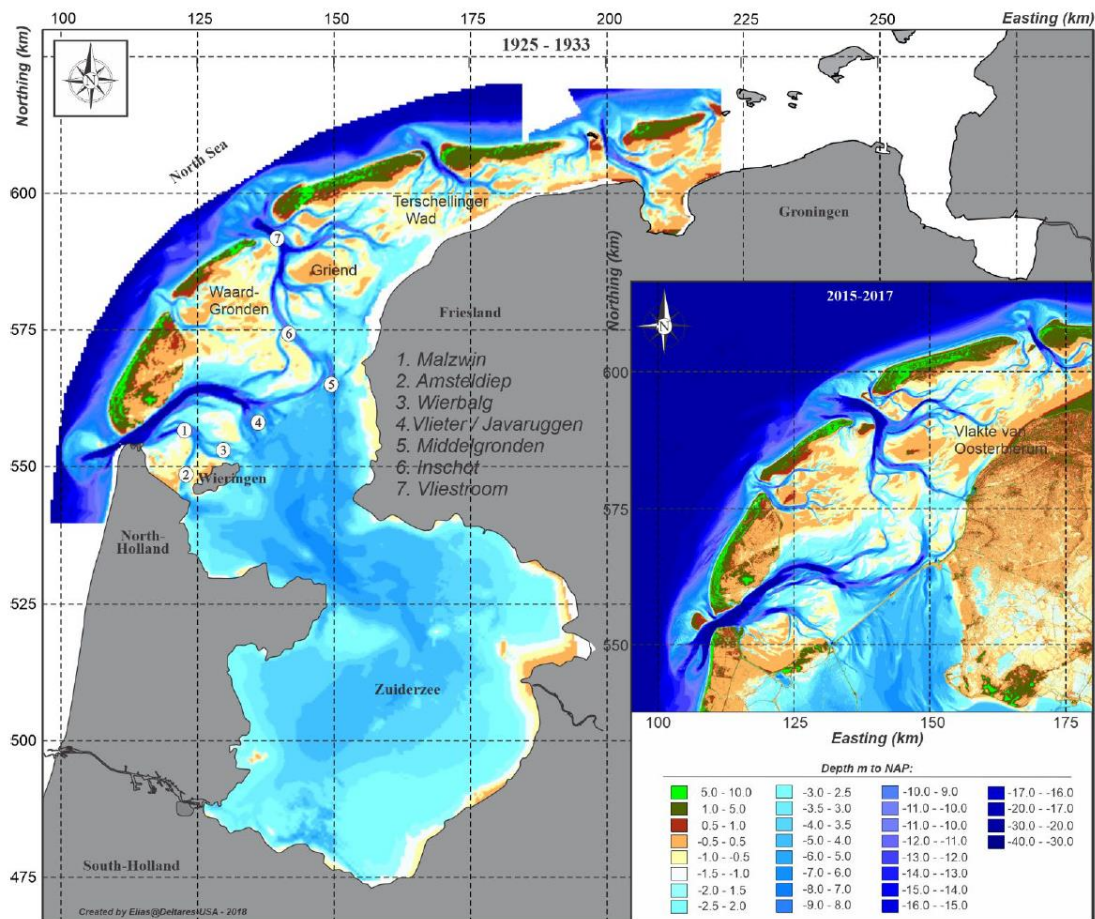 100 125 150 175 200 225 250 Easting (km)
Northing (km)
1925 - 1933
N
North Sea
600
Terschellinger
Wad
Groningen
7
Griend
Waard-
Gronden
575
6
Friesland
1. Malzwin
2. Amsteldiep
3. Wierbalg
4. Vlieter / Javaruggen
5. Middelgronden
6. Inschot
7. Vliestroom
5
4
1
3
550
2
Wieringen
North-
Holland
525
Zuiderzee
500
South-Holland
475
Created by Elias@Deltares-USA - 2018
Northing (km)
2015-2017
N
600
Vlakte van
Oosterbierum
575
550
100 125 150 175
Easting (km)
Depth m to NAP:
5.0 - 10.0
1.0 - 5.0
0.5 - 1.0
-0.5 - 0.5
-1.0 - -0.5
-1.5 - -1.0
-2.0 - 1.5
-2.5 - 2.0
-3.0 - 2.5
-3.5 - 3.0
-4.0 - 3.5
-5.0 - 4.0
-6.0 - 5.0
-7.0 - 6.0
-8.0 - 7.0
-9.0 - 8.0
-10.0 - 9.0
-11.0 - -10.0
-11.0 - -10.0
-12.0 - -11.0
-13.0 - -12.0
-14.0 - -13.0
-15.0 - -14.0
-16.0 - -15.0
-17.0 - -16.0
-20.0 - -17.0
-30.0 - -20.0
-40.0 - -30.0